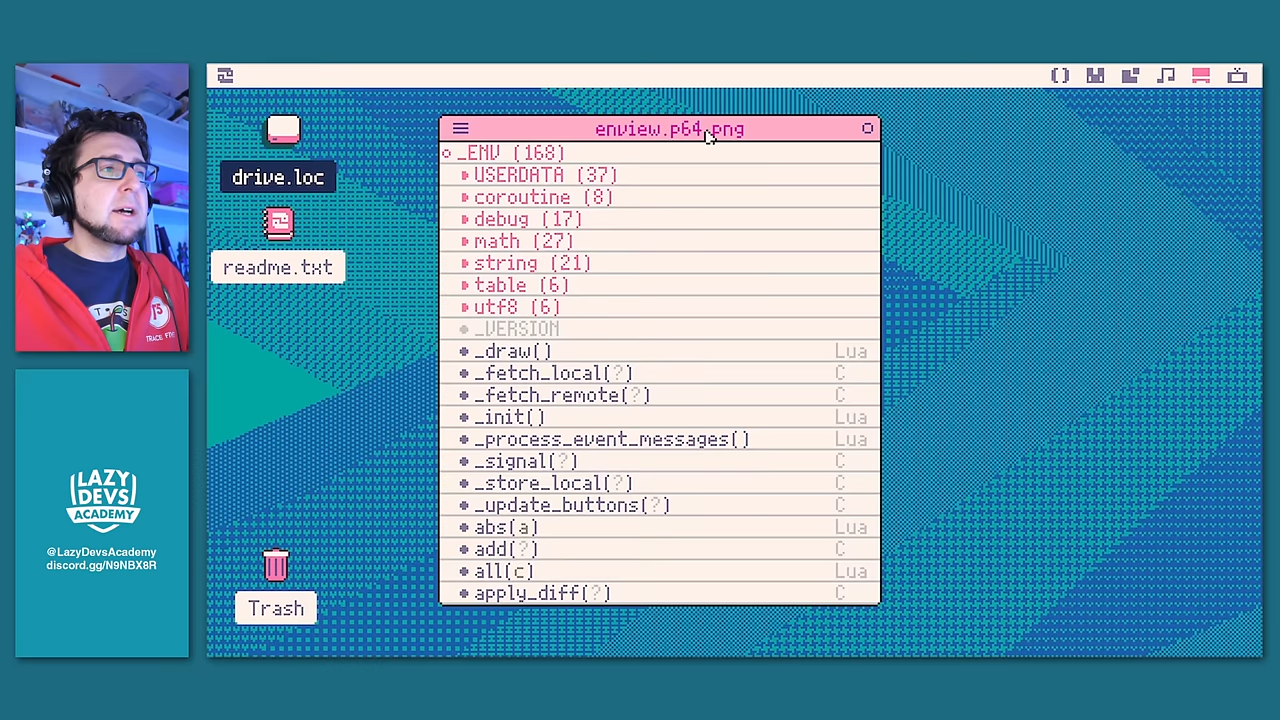 enview.p64.png
drive.loc
readme.txt
Trash
_ENV (168)
USERDATA (37)
coroutine (8)
debug (17)
math (27)
string (21)
table (6)
utf8 (6)
_VERSION
_draw() Lua
_fetch_local(?) C
_fetch_remote(?) C
_init() Lua
_process_event_messages() Lua
_signal(?) C
_store_local(?) C
_update_buttons(?) C
abs(a) Lua
add(?) C
all(c) Lua
apply_diff(?) C
LAZY
DEVS
ACADEMY
@LazyDevsAcademy
discord.gg/N9NBX8R